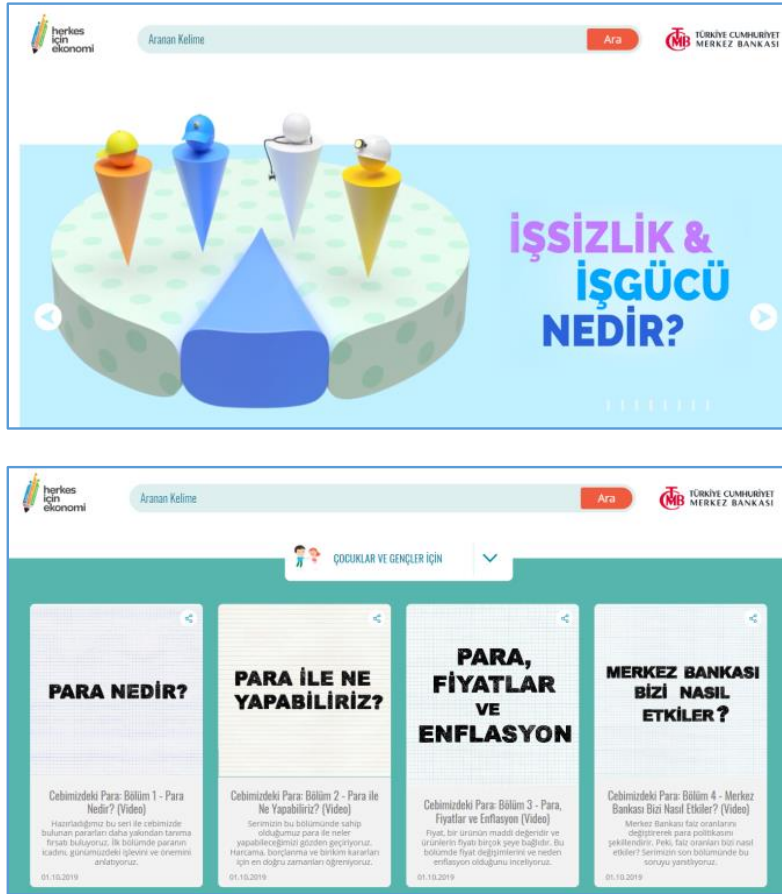 herkes
için
ekonomi
Aranan Kelime
Ara
TCMB
TÜRKİYE CUMHURİYET
MERKEZ BANKASI
İŞSİZLİK &
İŞGÜCÜ
NEDİR?
herkes
için
ekonomi
Aranan Kelime
Ara
TCMB
TÜRKİYE CUMHURİYET
MERKEZ BANKASI
ÇOCUKLAR VE GENÇLER İÇİN
PARA NEDİR?
Cebimizdeki Para: Bölüm 1 - Para
Nedir? (Video)
Hazırladığımız bu seri ile cebimizde
bulunan paraları daha yakından tanıma
fırsatı buluyoruz. İlk bölümde paranın
icadını, günümüzdeki işlevini ve önemini
anlatıyoruz.
01.10.2019
PARA İLE NE
YAPABİLİRİZ?
Cebimizdeki Para: Bölüm 2 - Para ile
Ne Yapabiliriz? (Video)
Serimizin bu bölümünde sahip
olduğumuz para ile neler
yapabileceğimizi gözden geçiriyoruz.
Harcama, borçlanma ve birikim kararları
için en doğru zamanları öğreniyoruz.
01.10.2019
PARA,
FİYATLAR
VE
ENFLASYON
Cebimizdeki Para: Bölüm 3 - Para,
Fiyatlar ve Enflasyon (Video)
Fiyat, bir ürünün maddi değeridir ve
ürünlerin fiyatı birçok şeye bağlıdır. Bu
bölümde fiyat değişimlerini ve neden
enflasyon olduğunu inceliyoruz.
01.10.2019
MERKEZ BANKASI
BİZİ NASIL
ETKİLER?
Cebimizdeki Para: Bölüm 4 - Merkez
Bankası Bizi Nasıl Etkiler? (Video)
Merkez Bankası faiz oranlarını
değiştirerek para politikasını
şekillendirir. Peki, faiz oranları bizi nasıl
etkiler? Serimizin son bölümünde bu
soruyu yanıtlıyoruz.
01.10.2019